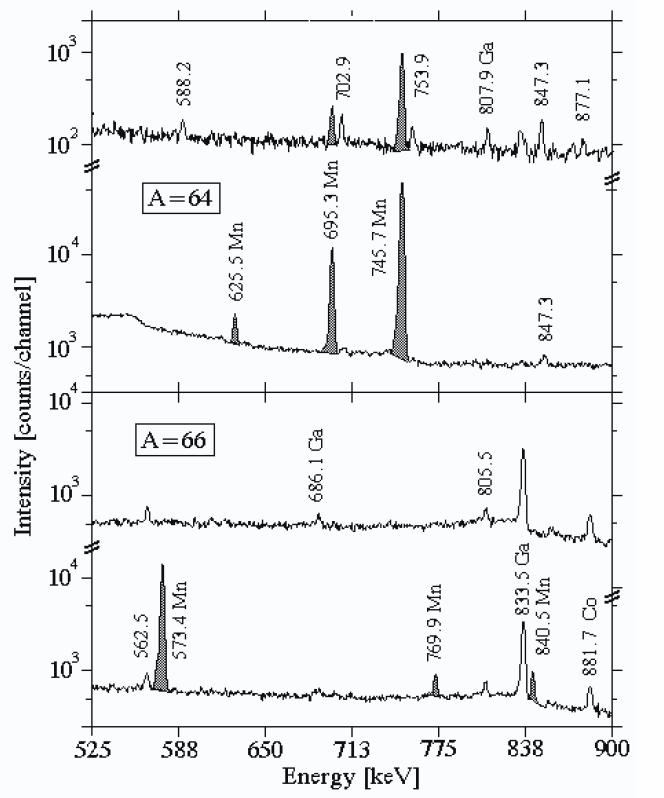 10³
10²
588.2
702.9
753.9
807.9 Ga
847.3
877.1
A=64
10⁴
10³
625.5 Mn
695.3 Mn
745.7 Mn
847.3
Intensity [counts/channel]
10⁴
10³
A=66
686.1 Ga
805.5
10⁴
10³
562.5
573.4 Mn
769.9 Mn
833.5 Ga
840.5 Mn
881.7 Co
525 588 650 713 775 838 900
Energy [keV]